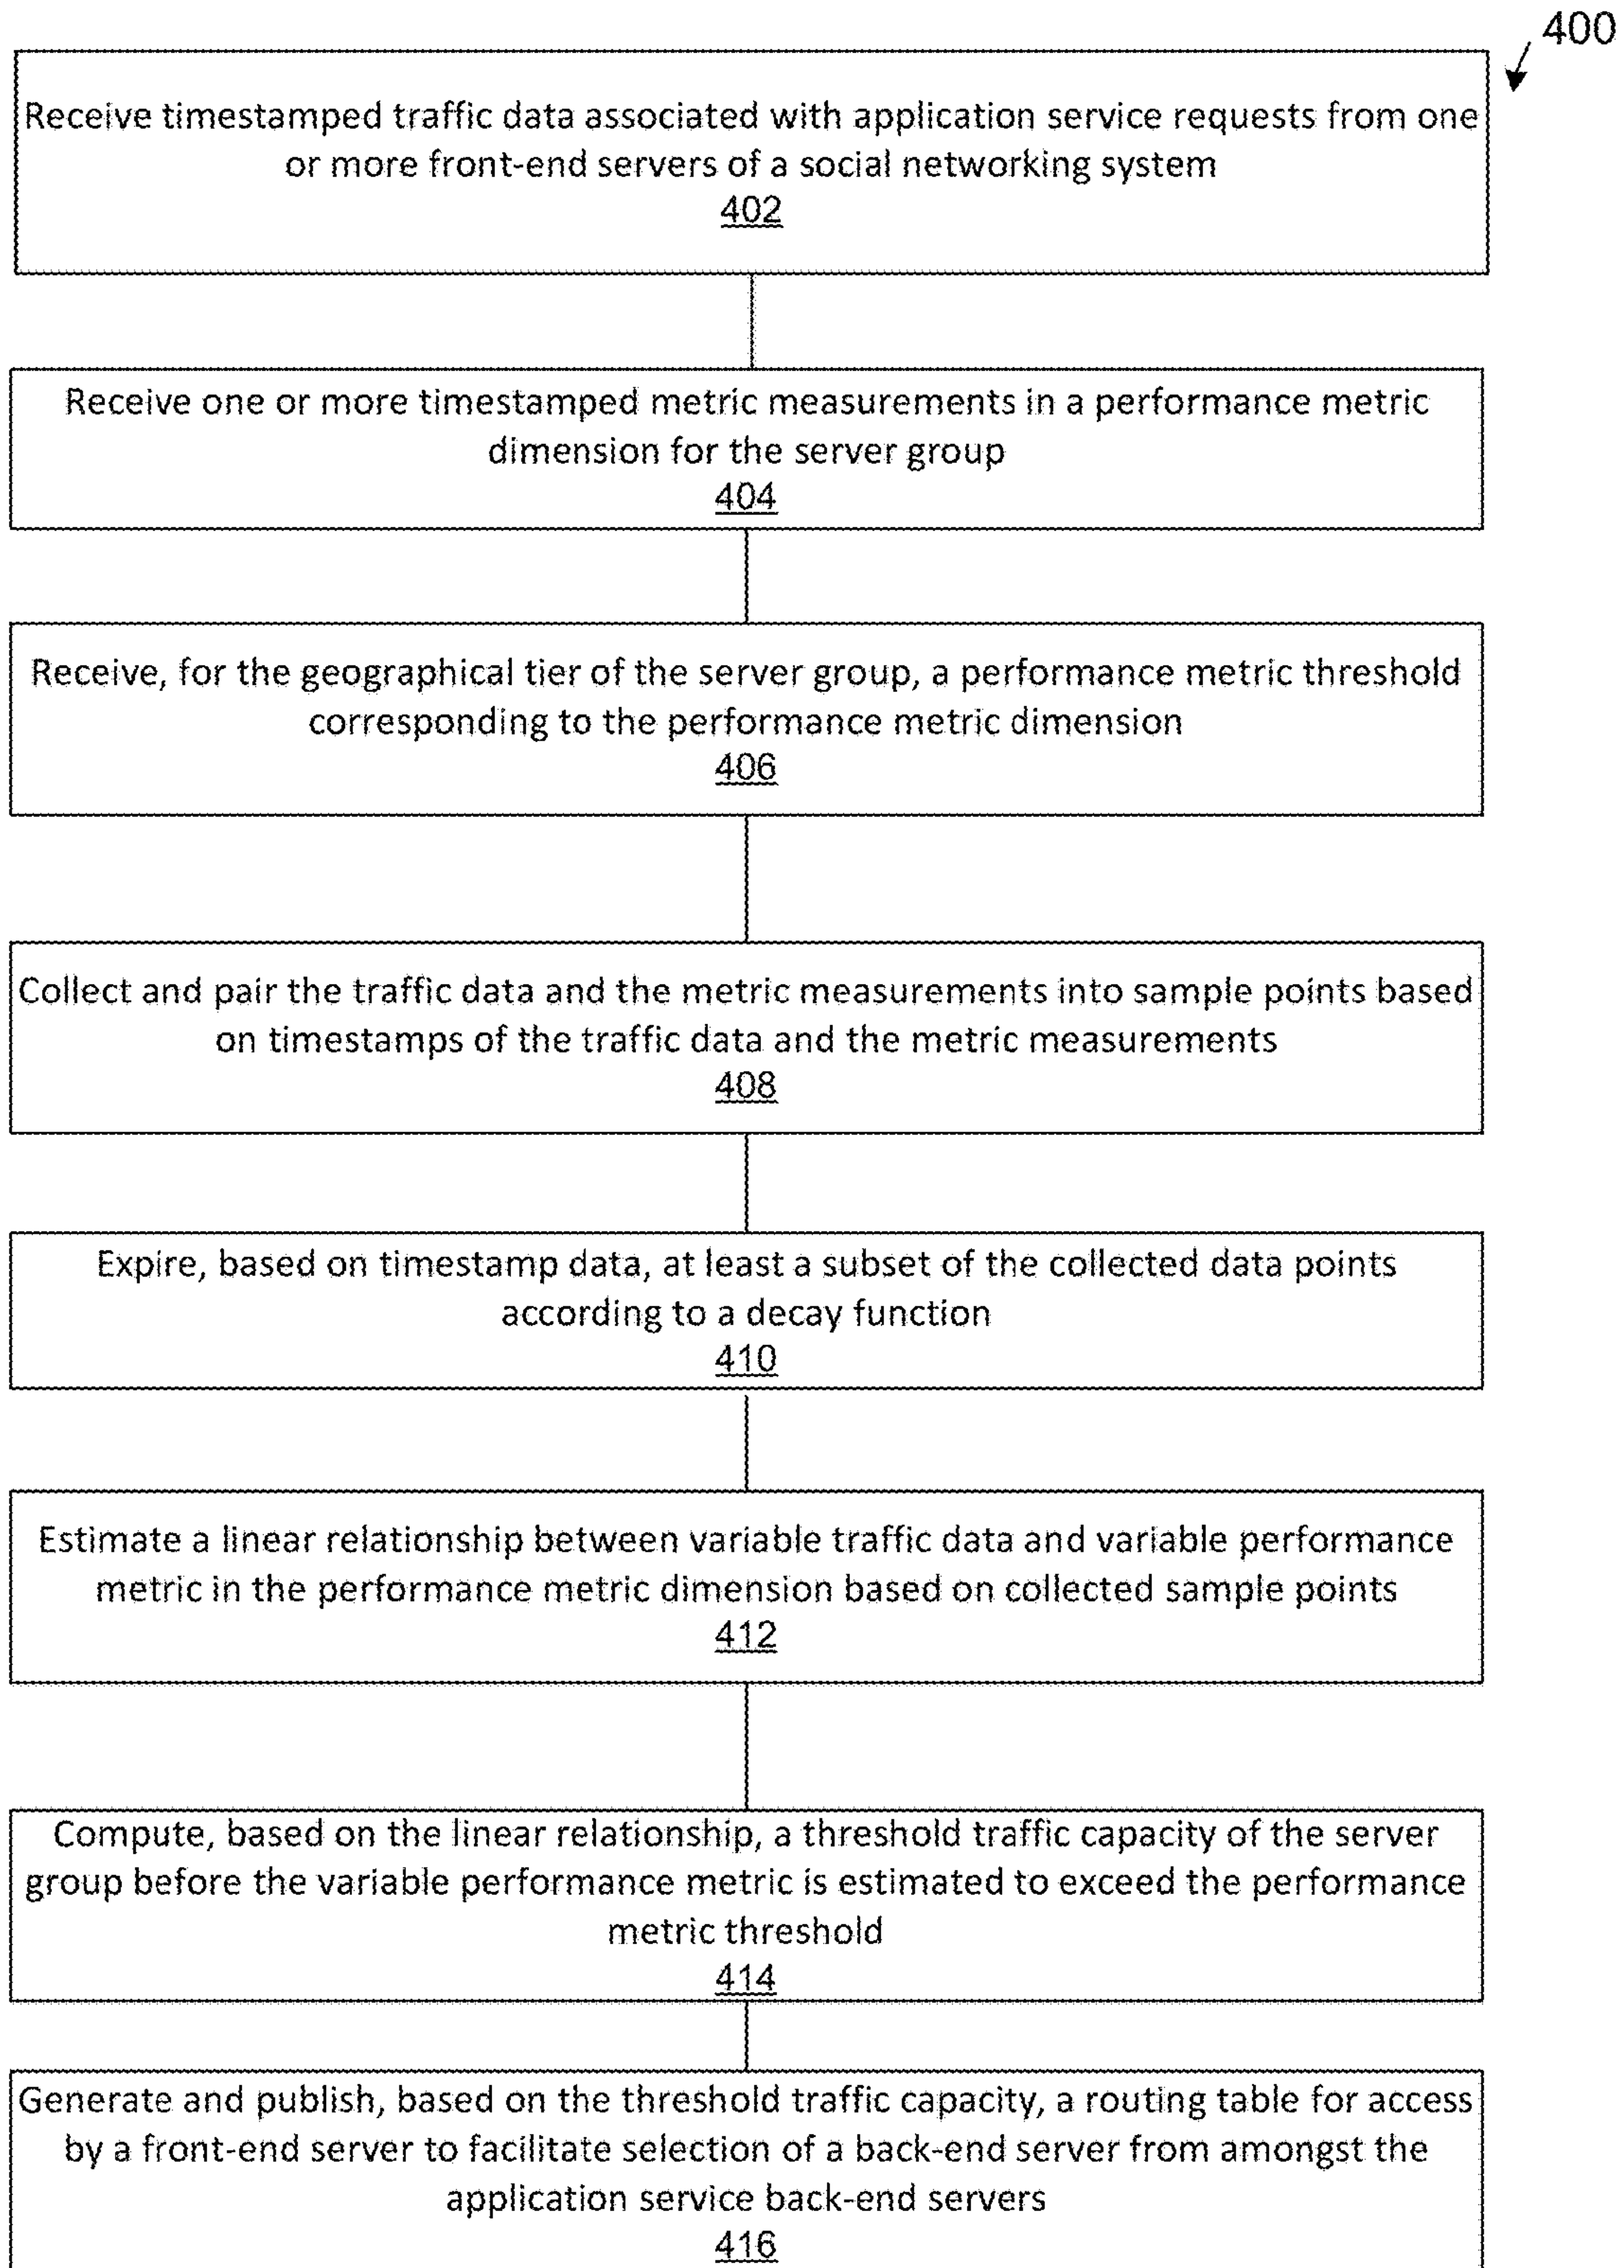 400
Receive timestamped traffic data associated with application service requests from one
or more front-end servers of a social networking system
402
Receive one or more timestamped metric measurements in a performance metric
dimension for the server group
404
Receive, for the geographical tier of the server group, a performance metric threshold
corresponding to the performance metric dimension
406
Collect and pair the traffic data and the metric measurements into sample points based
on timestamps of the traffic data and the metric measurements
408
Expire, based on timestamp data, at least a subset of the collected data points
according to a decay function
410
Estimate a linear relationship between variable traffic data and variable performance
metric in the performance metric dimension based on collected sample points
412
Compute, based on the linear relationship, a threshold traffic capacity of the server
group before the variable performance metric is estimated to exceed the performance
metric threshold
414
Generate and publish, based on the threshold traffic capacity, a routing table for access
by a front-end server to facilitate selection of a back-end server from amongst the
application service back-end servers
416